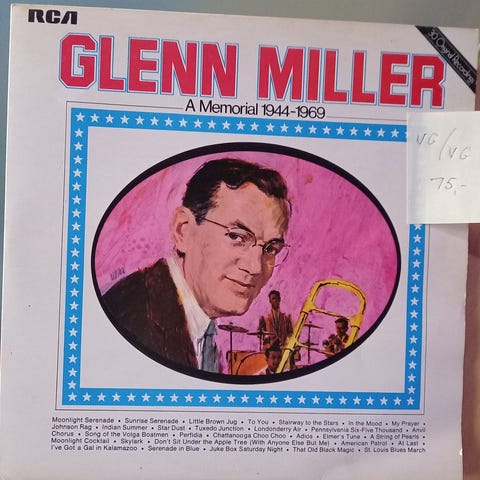 RCA
30 Original Recordings
GLENN MILLER
A Memorial 1944-1969
VG/VG
75,-
Moonlight Serenade • Sunrise Serenade • Little Brown Jug • To You • Stairway to the Stars • In the Mood • My Prayer •
Johnson Rag • Indian Summer • Star Dust • Tuxedo Junction • Londonderry Air • Pennsylvania Six-Five Thousand • Anvil
Chorus • Song of the Volga Boatmen • Perfidia • Chattanooga Choo Choo • Adios • Elmer's Tune • A String of Pearls •
Moonlight Cocktail • Skylark • Don't Sit Under the Apple Tree (With Anyone Else But Me) • American Patrol • At Last •
I've Got a Gal in Kalamazoo • Serenade in Blue • Juke Box Saturday Night • That Old Black Magic • St. Louis Blues March